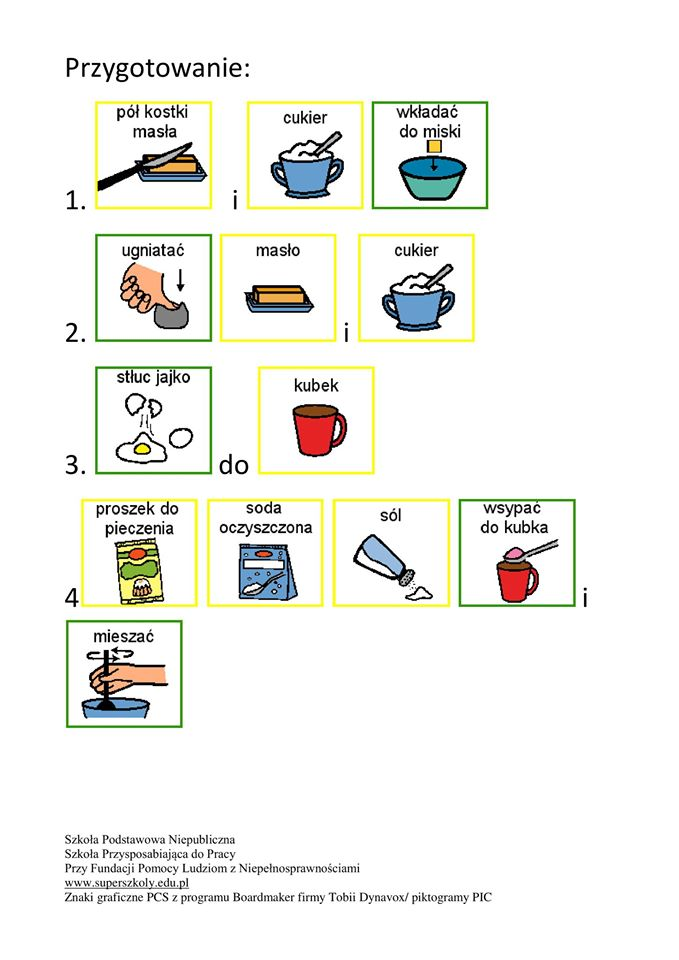 Przygotowanie:
pół kostki
masła
cukier
wkładać
do miski
1. i
ugniatać
masło
cukier
2. i
stłuc jajko
kubek
3. do
proszek do
pieczenia
soda
oczyszczona
sól
wsypać
do kubka
4 i
mieszać
Szkoła Podstawowa Niepubliczna
Szkoła Przysposabiająca do Pracy
Przy Fundacji Pomocy Ludziom z Niepełnosprawnościami
www.superszkoly.edu.pl
Znaki graficzne PCS z programu Boardmaker firmy Tobii Dynavox/ piktogramy PIC